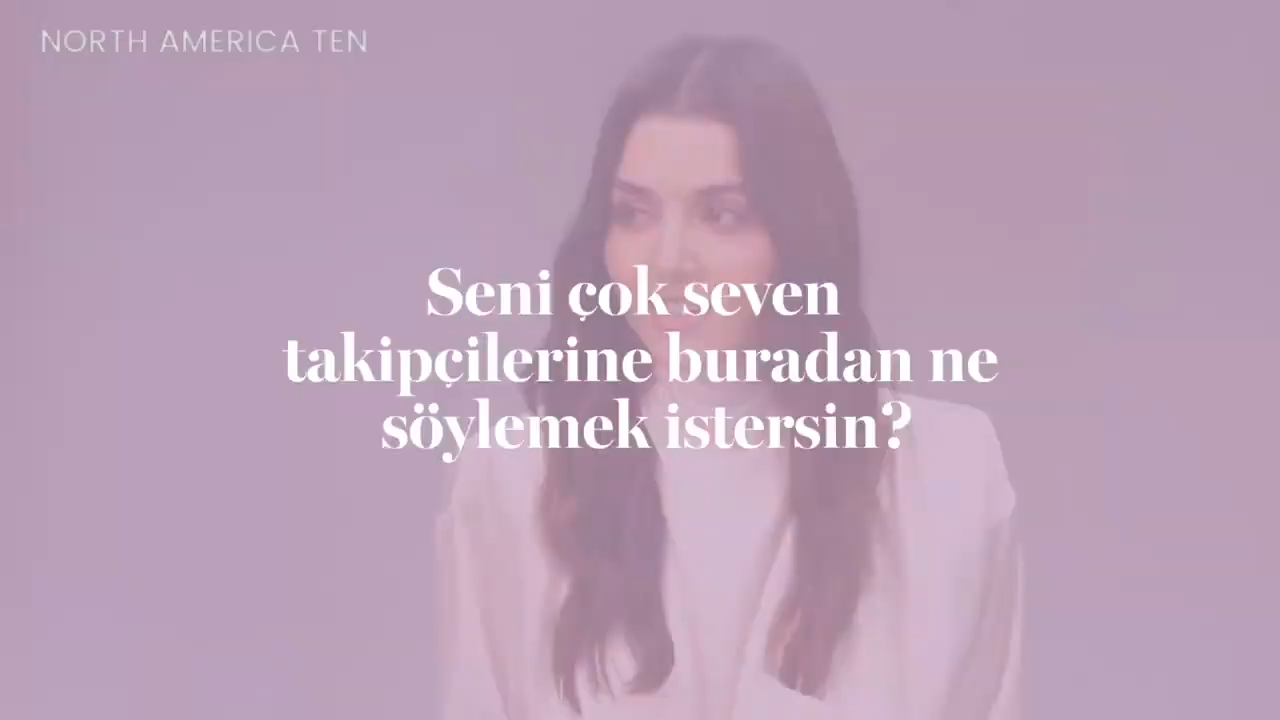 NORTH AMERICA TEN
Seni çok seven
takipçilerine buradan ne
söylemek istersin?